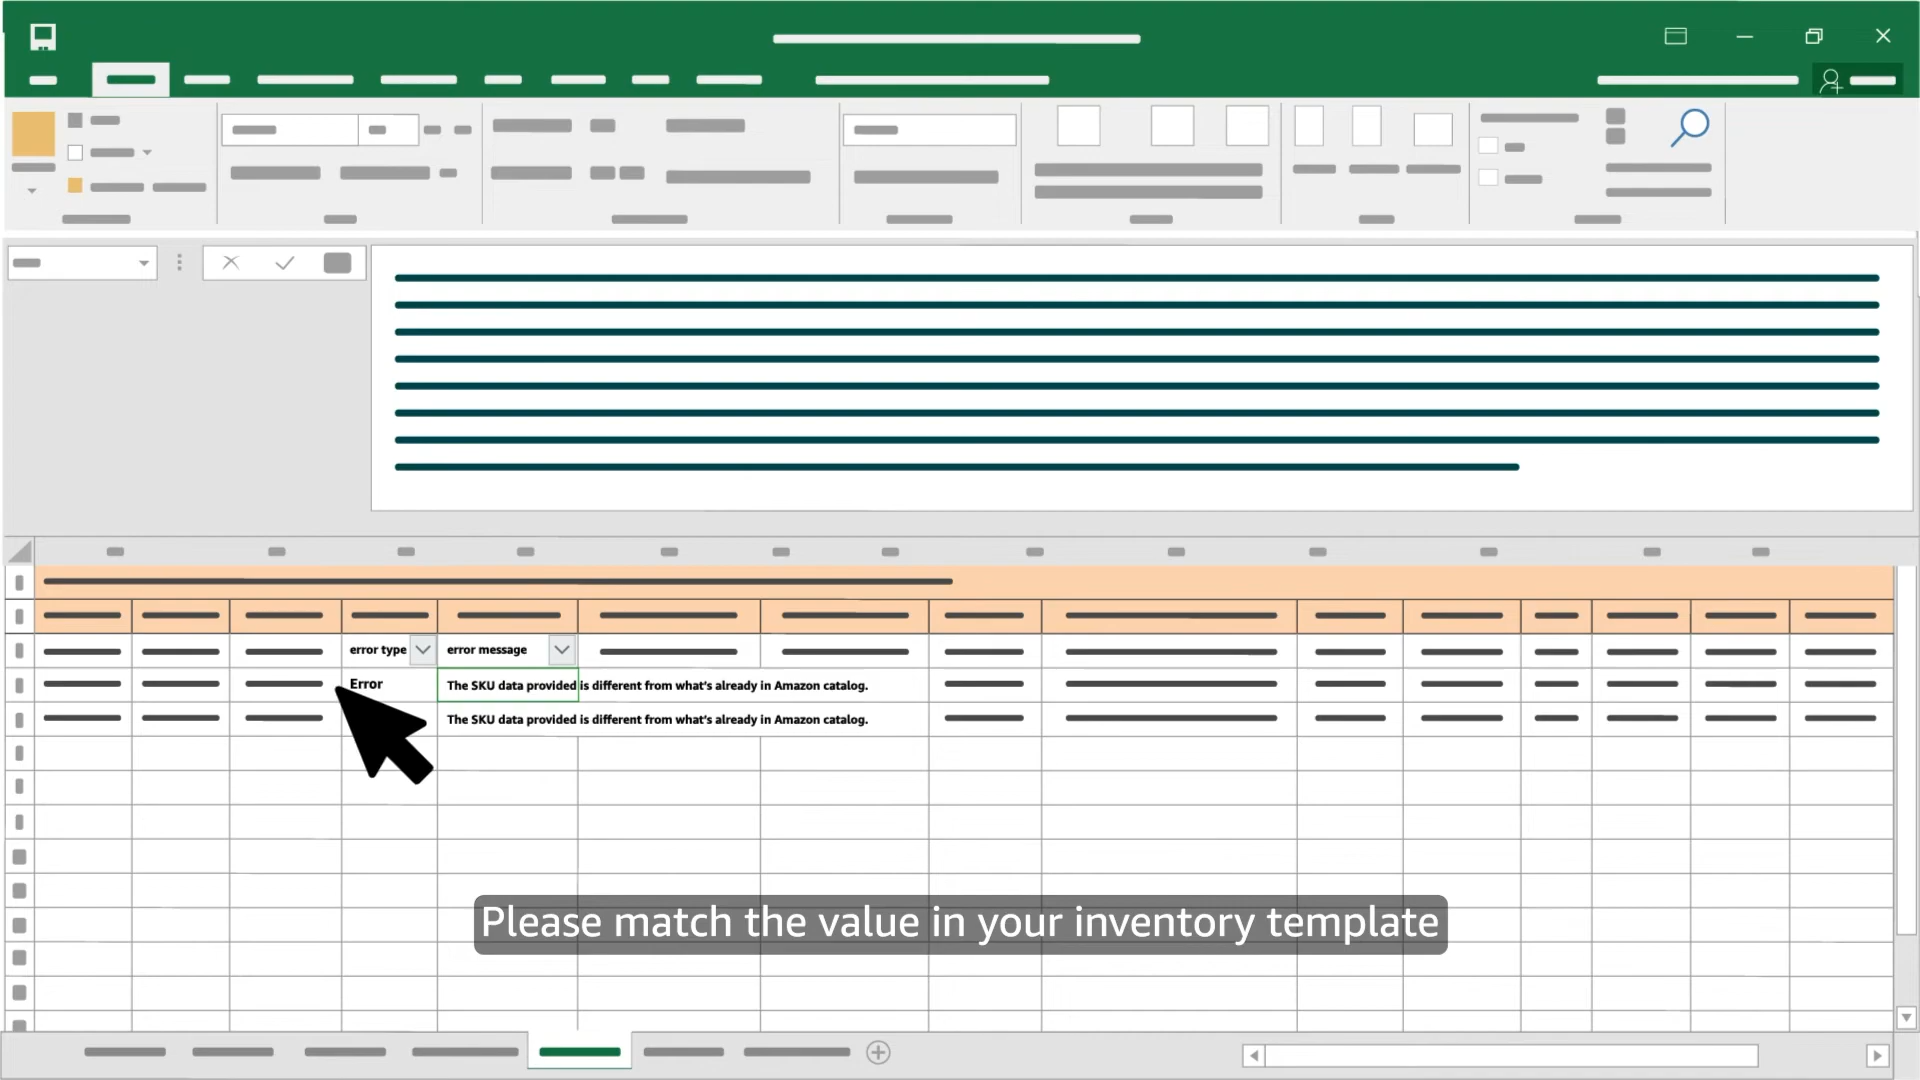 error type error message
Error The SKU data provided is different from what's already in Amazon catalog.
The SKU data provided is different from what's already in Amazon catalog.
Please match the value in your inventory template